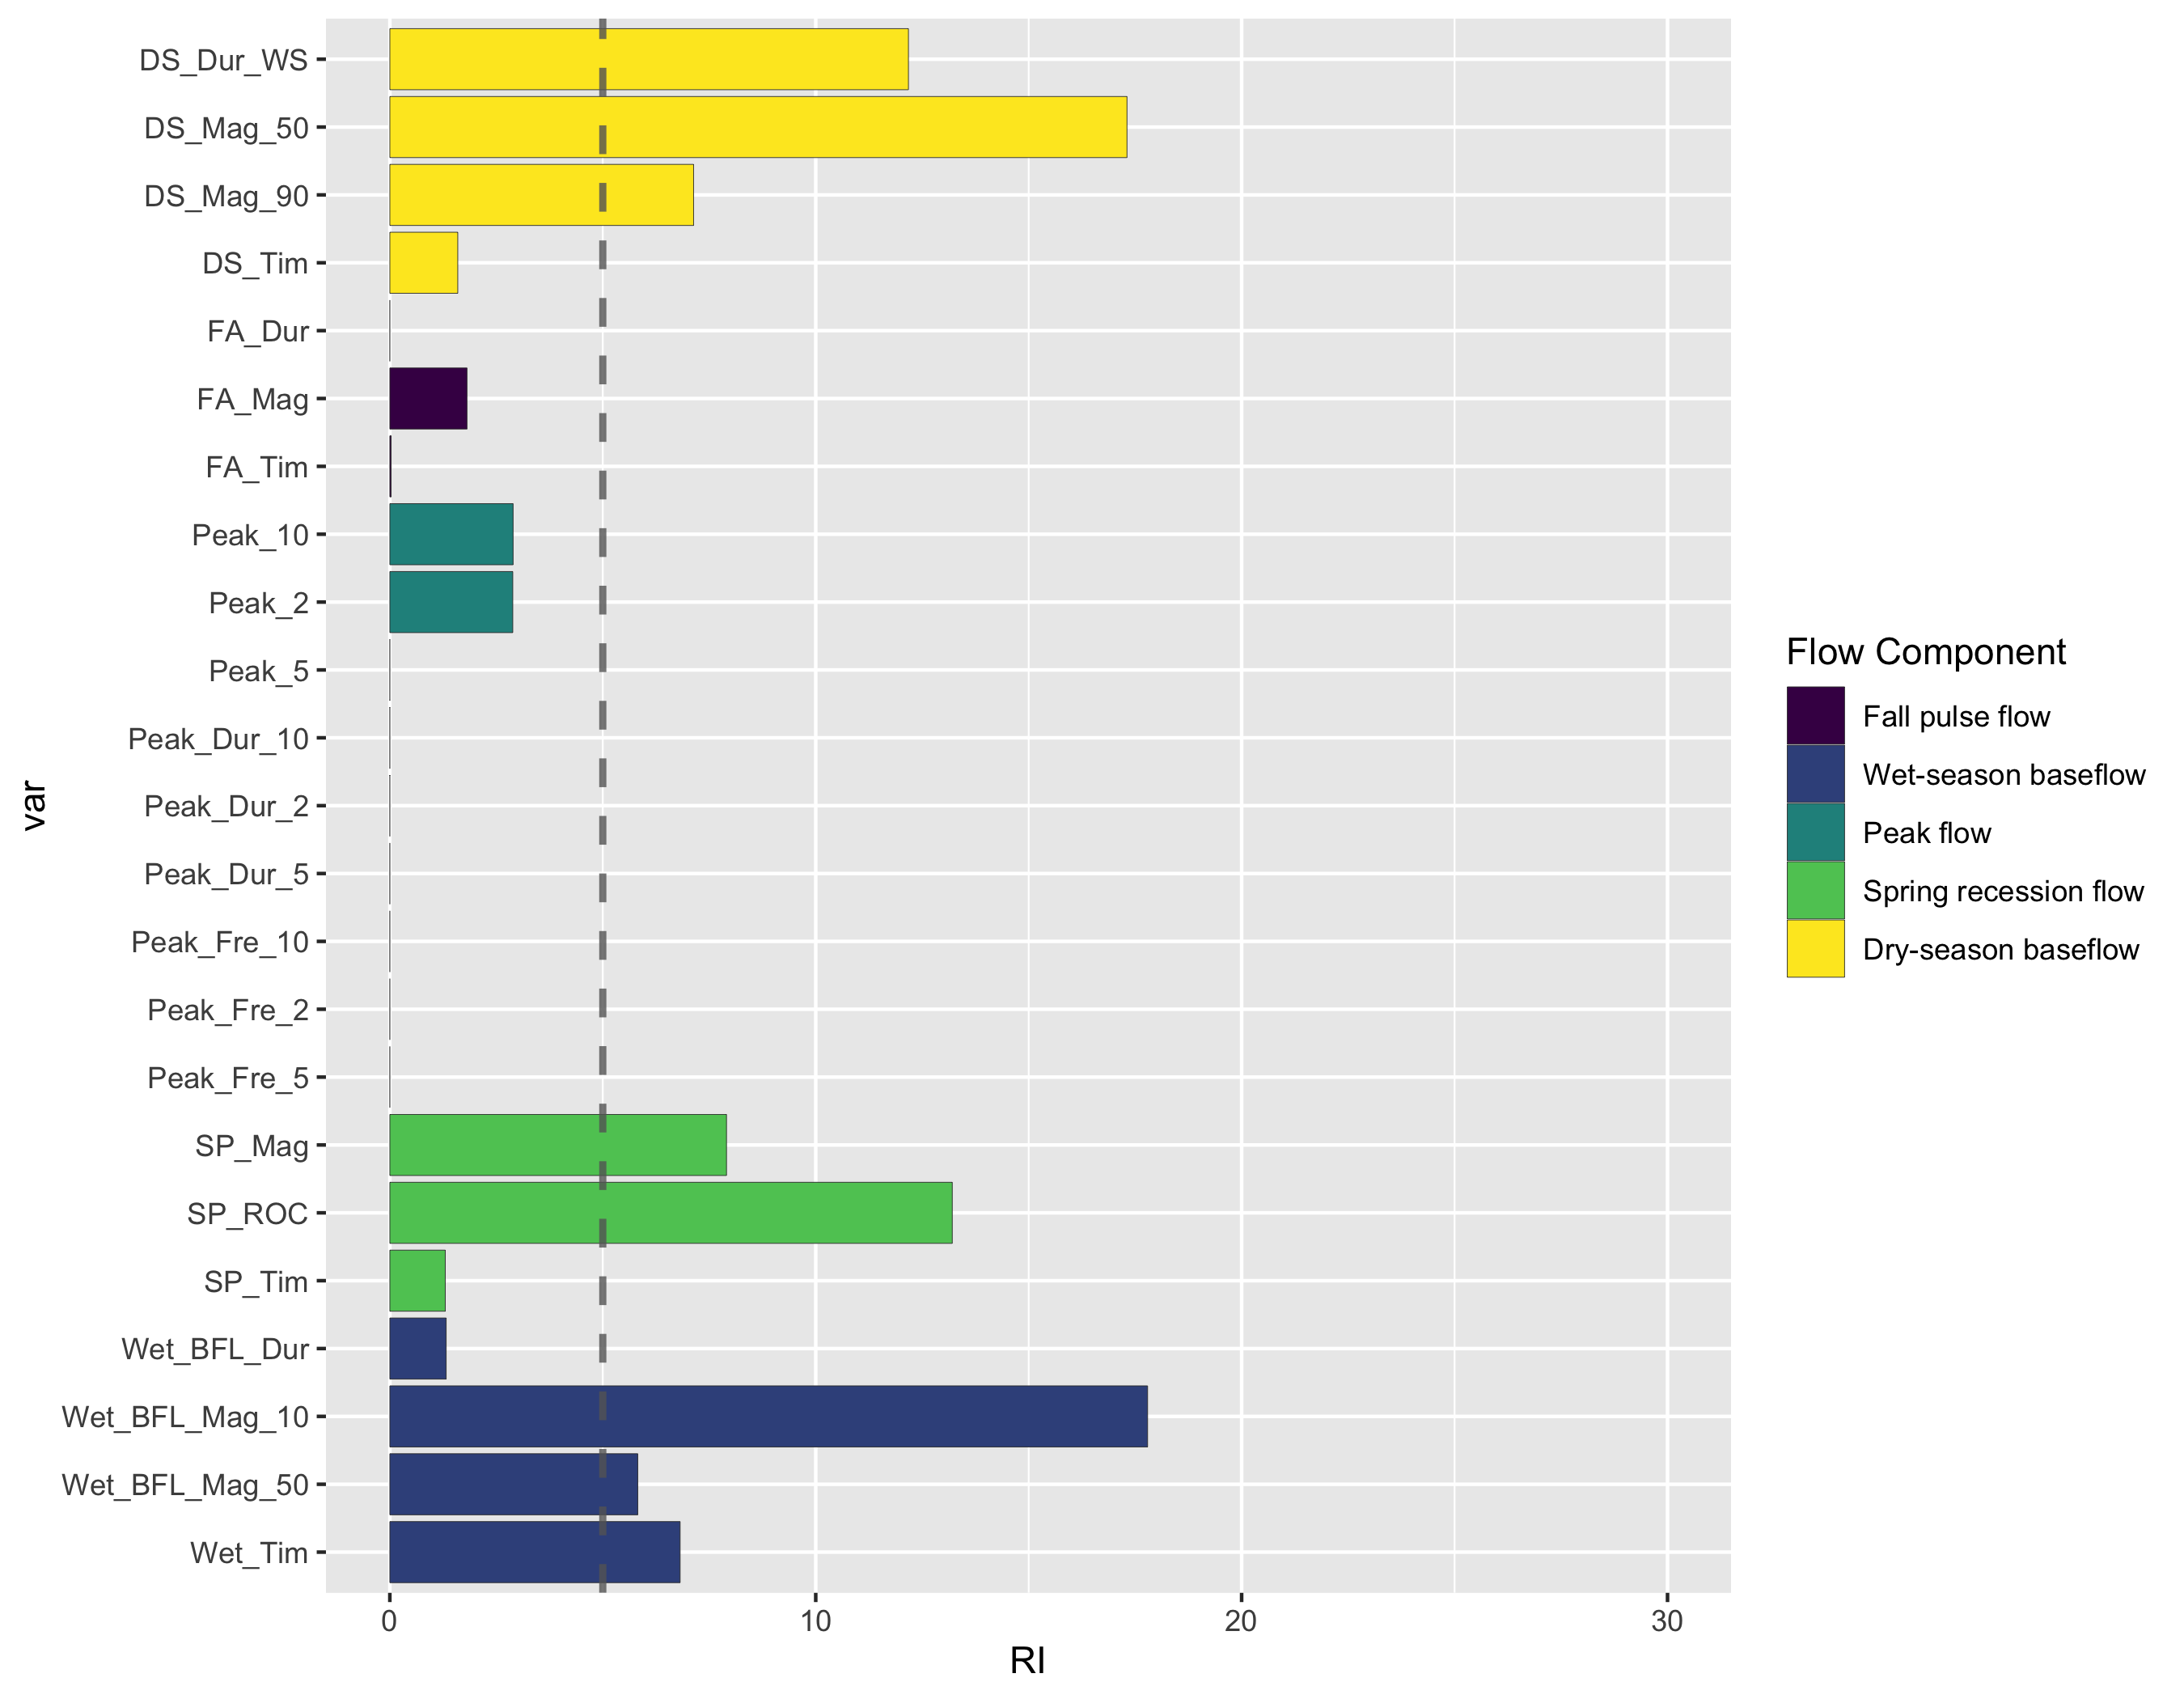 DS_Dur_WS
DS_Mag_50
DS_Mag_90
DS_Tim
FA_Dur
FA_Mag
FA_Tim
Peak_10
Peak_2
Peak_5
Peak_Dur_10
Peak_Dur_2
Peak_Dur_5
Peak_Fre_10
Peak_Fre_2
Peak_Fre_5
SP_Mag
SP_ROC
SP_Tim
Wet_BFL_Dur
Wet_BFL_Mag_10
Wet_BFL_Mag_50
Wet_Tim
var
0 10 20 30
RI
Flow Component
Fall pulse flow
Wet-season baseflow
Peak flow
Spring recession flow
Dry-season baseflow